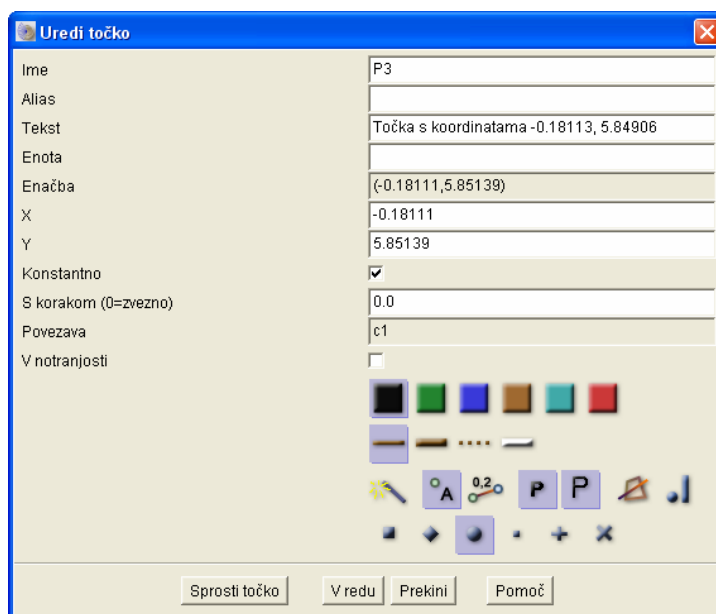 Uredi točko
Ime P3
Alias
Tekst Točka s koordinatama -0.18113, 5.84906
Enota
Enačba (-0.18111,5.85139)
X -0.18111
Y 5.85139
Konstantno
S korakom (0=zvezno) 0.0
Povezava c1
V notranjosti
A 0,2 P P
Sprosti točko V redu Prekini Pomoč